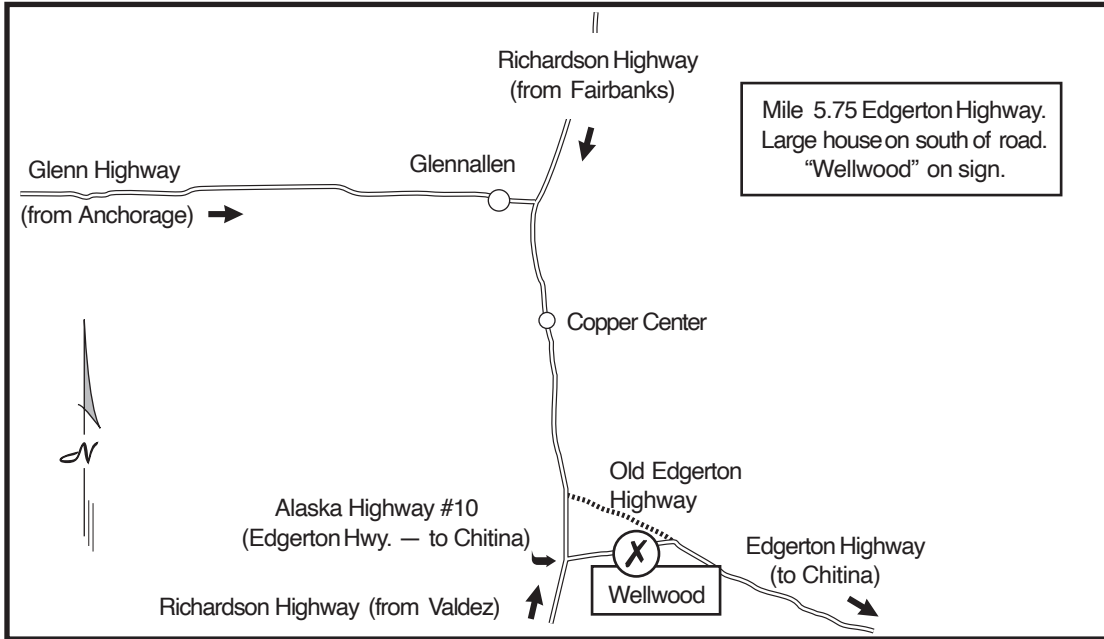 Richardson Highway
(from Fairbanks)
Mile 5.75 Edgerton Highway.
Large house on south of road.
“Wellwood” on sign.
Glenn Highway
(from Anchorage)
Glennallen
Copper Center
N
Old Edgerton
Highway
Alaska Highway #10
(Edgerton Hwy. — to Chitina)
X
Edgerton Highway
(to Chitina)
Wellwood
Richardson Highway (from Valdez)